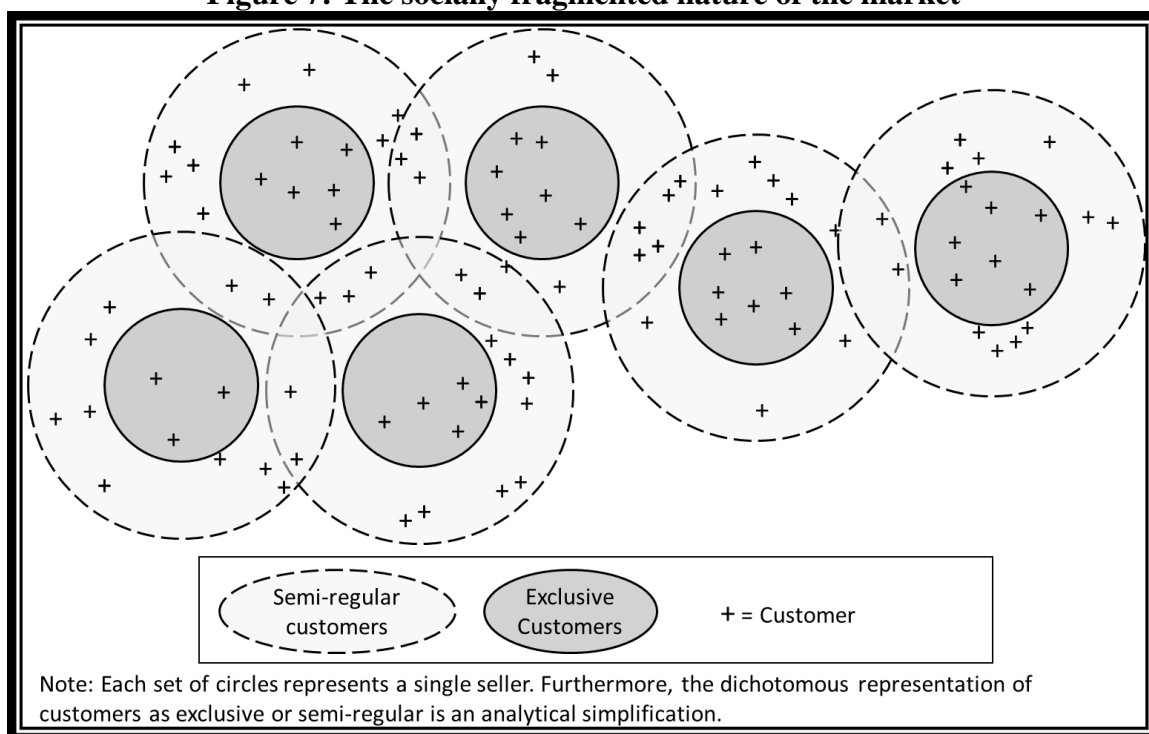 Figure 7: The socially fragmented nature of the market
Semi-regular
customers
Exclusive
Customers
+ = Customer
Note: Each set of circles represents a single seller. Furthermore, the dichotomous representation of
customers as exclusive or semi-regular is an analytical simplification.